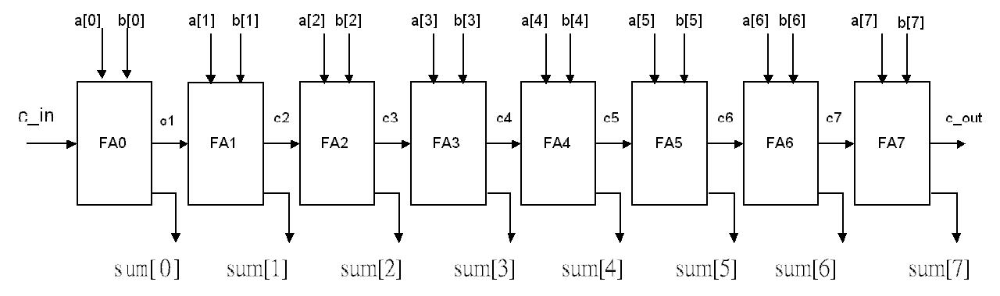 a[0] b[0] a[1] b[1] a[2] b[2] a[3] b[3] a[4] b[4] a[5] b[5] a[6] b[6] a[7] b[7]
c_in c1 c2 c3 c4 c5 c6 c7 c_out
FA0 FA1 FA2 FA3 FA4 FA5 FA6 FA7
sum[0] sum[1] sum[2] sum[3] sum[4] sum[5] sum[6] sum[7]